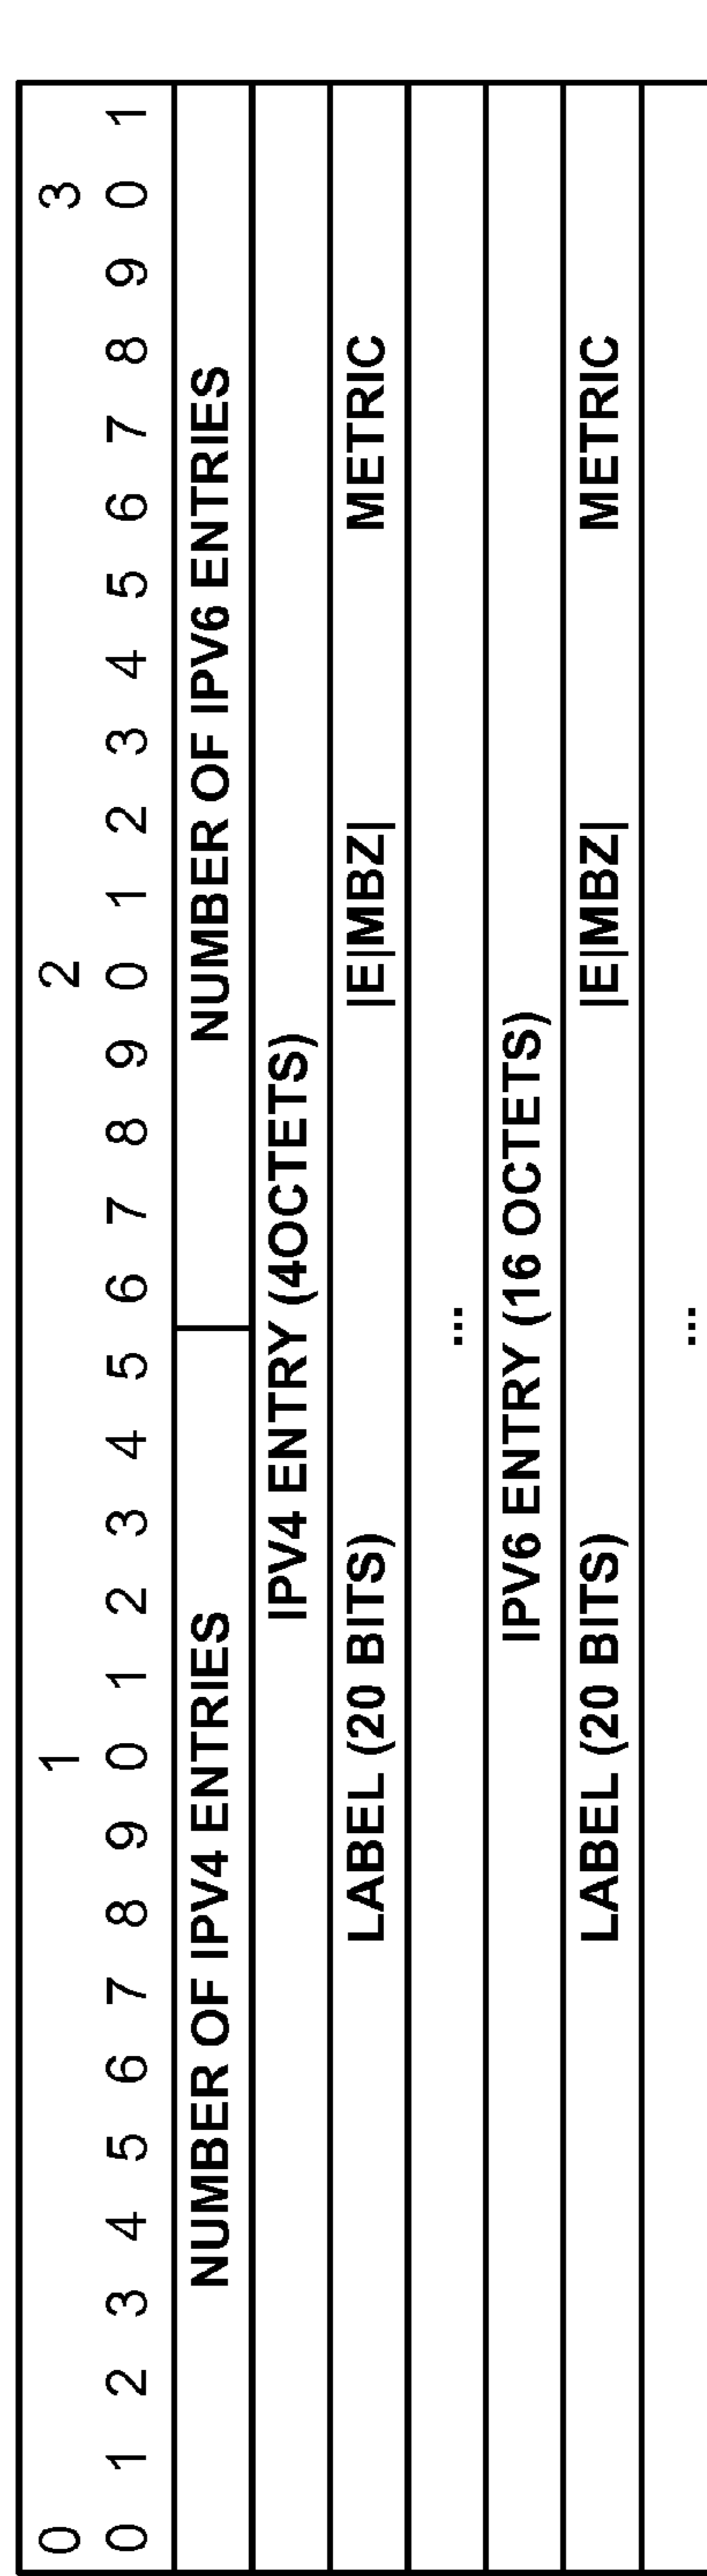 0 1 2 3
0 1 2 3 4 5 6 7 8 9 0 1 2 3 4 5 6 7 8 9 0 1 2 3 4 5 6 7 8 9 0 1
NUMBER OF IPV4 ENTRIES NUMBER OF IPV6 ENTRIES
IPV4 ENTRY (4OCTETS)
LABEL (20 BITS) |E|MBZ| METRIC
...
IPV6 ENTRY (16 OCTETS)
LABEL (20 BITS) |E|MBZ| METRIC
...